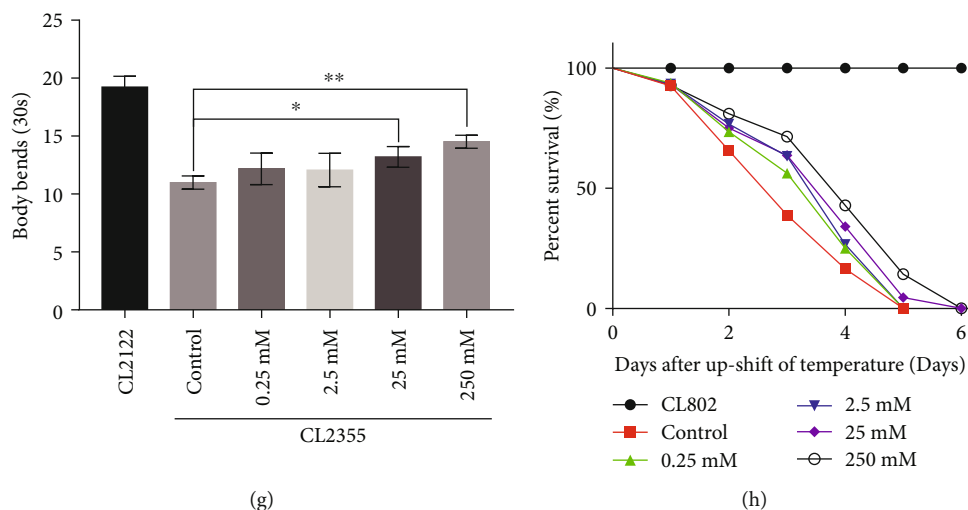 25
20
15
10
5
0
Body bends (30s)
**
*
CL2122
Control
0.25 mM
2.5 mM
25 mM
250 mM
CL2355
(g)
100
50
0
Percent survival (%)
0 2 4 6
Days after up-shift of temperature (Days)
CL802
Control
0.25 mM
2.5 mM
25 mM
250 mM
(h)